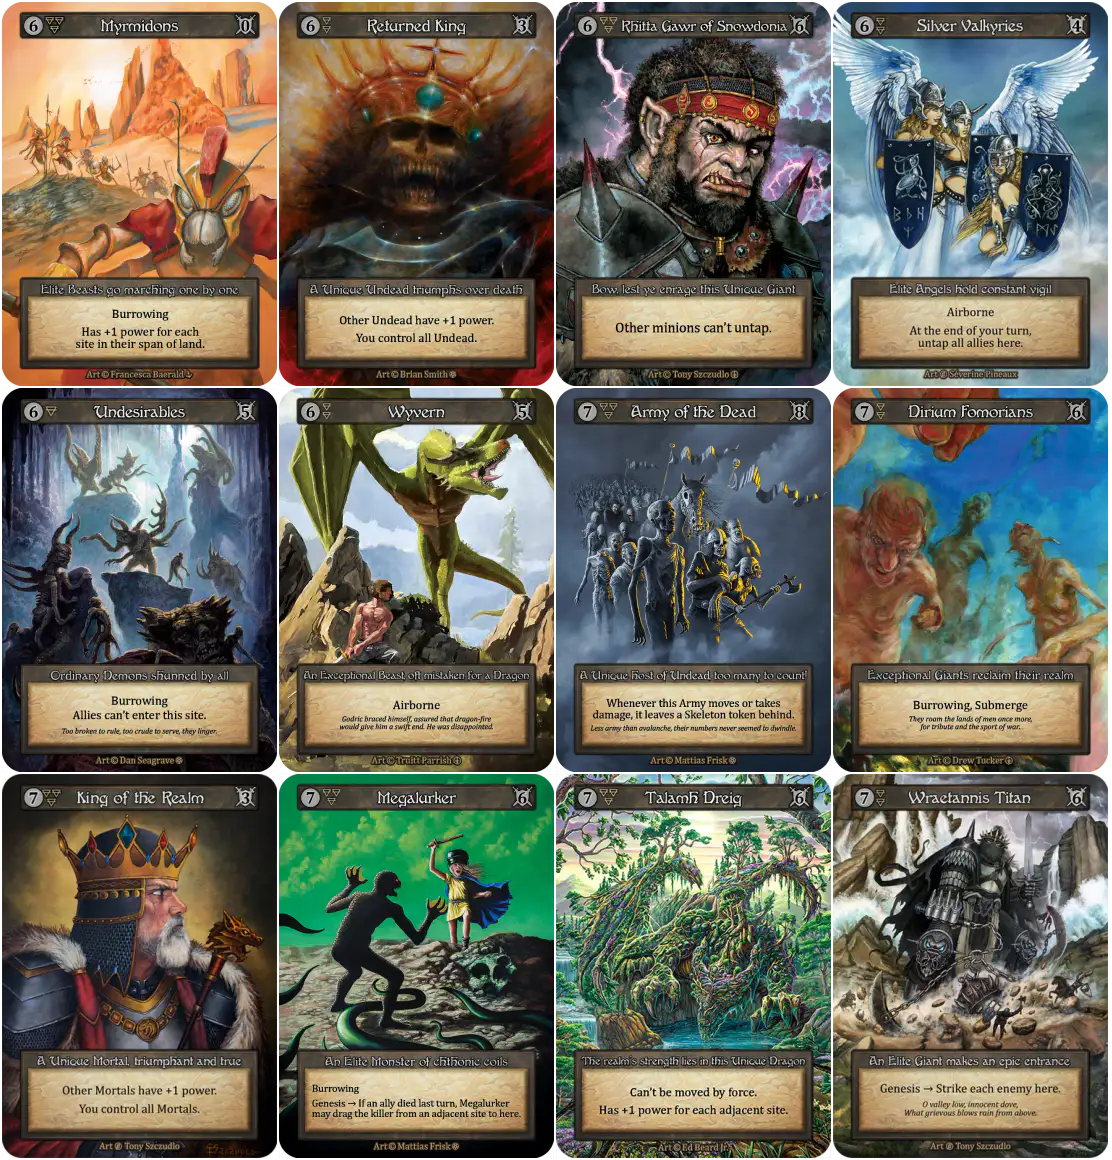 6 Myrmidons 0
Elite Beasts go marching one by one
Burrowing
Has +1 power for each
site in their span of land.
Art © Francesca Baerald
6 Returned King 3
A Unique Undead triumphs over death
Other Undead have +1 power.
You control all Undead.
Art © Brian Smith
6 Rhitta Gawr of Snowdonia 6
Bow, lest ye enrage this Unique Giant
Other minions can't untap.
Art © Tony Szczudlo
6 Silver Valkyries 4
Elite Angels hold constant vigil
Airborne
At the end of your turn,
untap all allies here.
Art @ Séverine Pineaux
6 Undesirables 5
Ordinary Demons shunned by all
Burrowing
Allies can't enter this site.
Too broken to rule, too crude to serve, they linger.
Art © Dan Seagrave
6 Wyvern 5
An Exceptional Beast, oft mistaken for a Dragon
Airborne
Godric braced himself, assured that dragon-fire
would give him a swift end. He was disappointed.
Art © Truitt Parrish
7 Army of the Dead 8
A Unique host of Undead, too many to count!
Whenever this Army moves or takes
damage, it leaves a Skeleton token behind.
Less army than avalanche, their numbers never seemed to dwindle.
Art © Mattias Frisk
7 Dirium Fomorians 6
Exceptional Giants reclaim their realm
Burrowing, Submerge
They roam the lands of men once more,
for tribute and the sport of war.
Art © Drew Tucker
7 King of the Realm 3
A Unique Mortal, triumphant and true
Other Mortals have +1 power.
You control all Mortals.
Art @ Tony Szczudlo
7 Megalurker 6
An Elite Monster of chthonic coils
Burrowing
Genesis → If an ally died last turn, Megalurker
may drag the killer from an adjacent site to here.
Art © Mattias Frisk
7 Talamh Dreig 6
The realm's strength lies in this Unique Dragon
Can't be moved by force.
Has +1 power for each adjacent site.
Art © Ed Beard Jr.
7 Wraetannis Titan 6
An Elite Giant makes an epic entrance
Genesis → Strike each enemy here.
O valley low, innocent dove,
What grievous blows rain from above.
Art @ Tony Szczudlo